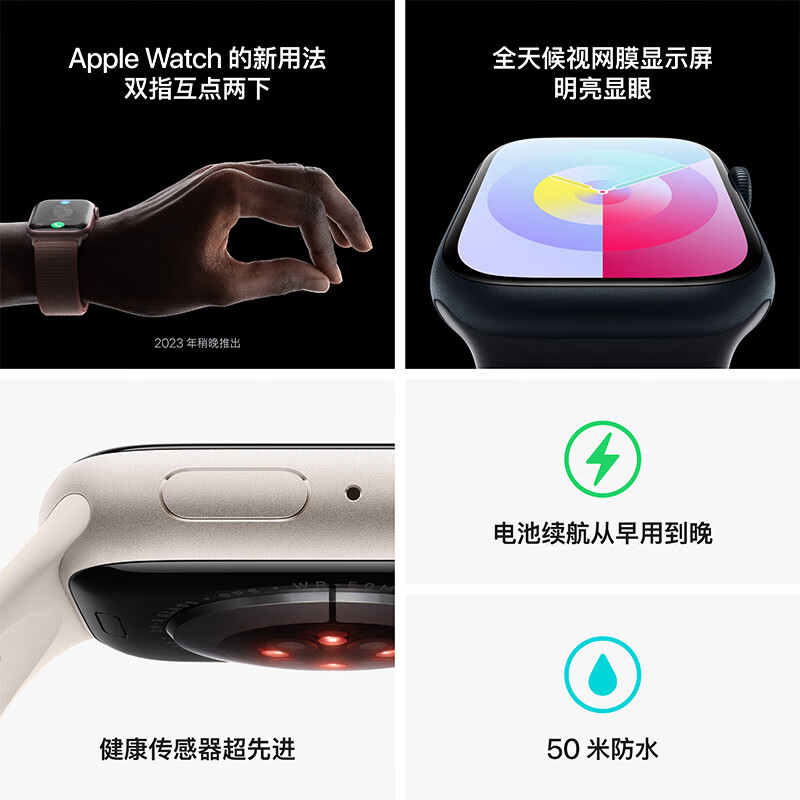 Apple Watch 的新用法
双指互点两下
2023 年稍晚推出
全天候视网膜显示屏
明亮显眼
GPS · WR-50M
健康传感器超先进
电池续航从早用到晚
50 米防水